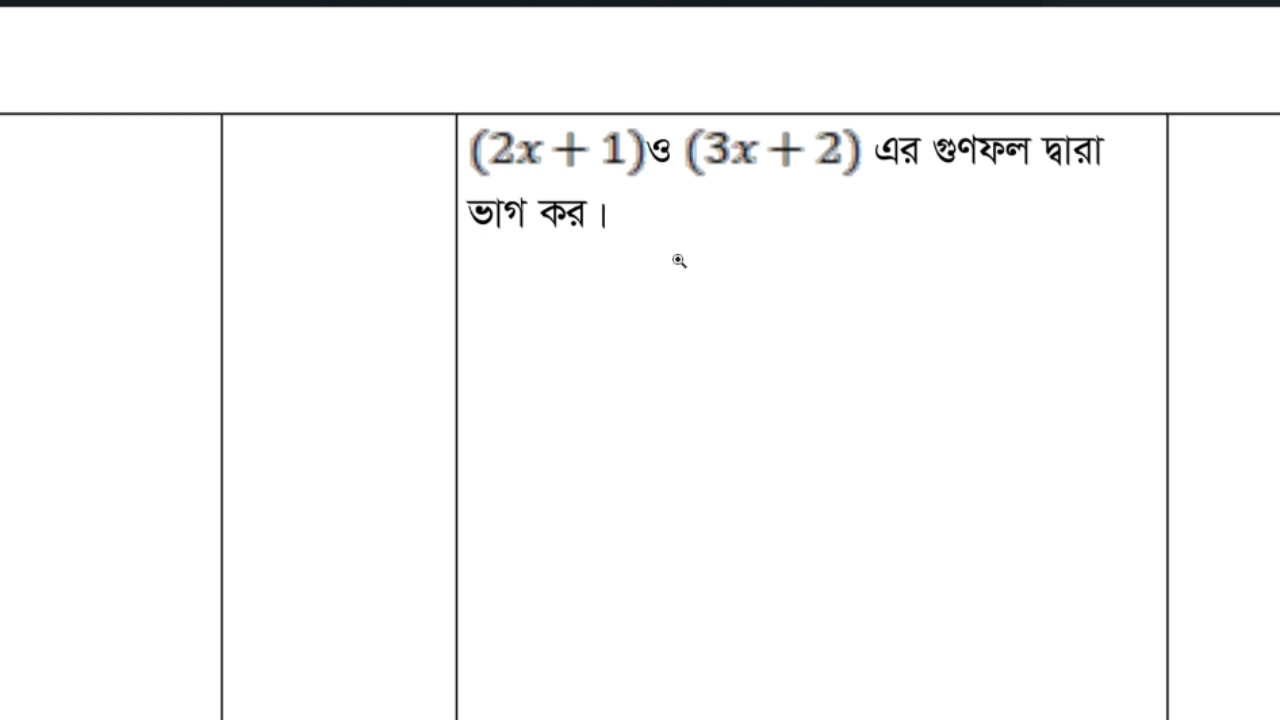 (2x + 1)ও (3x + 2) এর গুণফল দ্বারা
ভাগ কর।